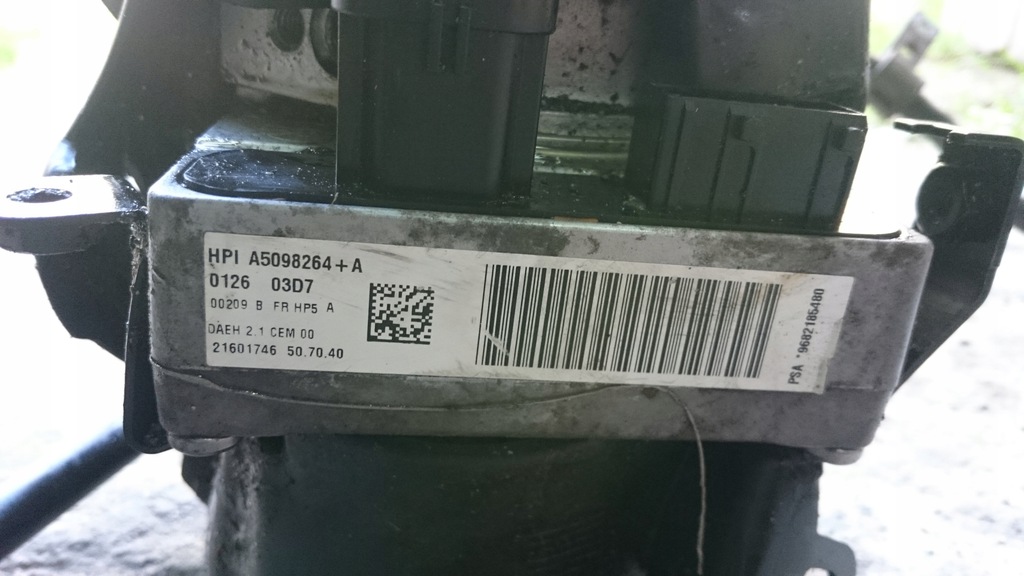 HPI A5098264+A
0126 03D7
00209 B FR HP5 A
DAEH 2.1 CEM 00
21601746 50.70.40
PSA *9682186480